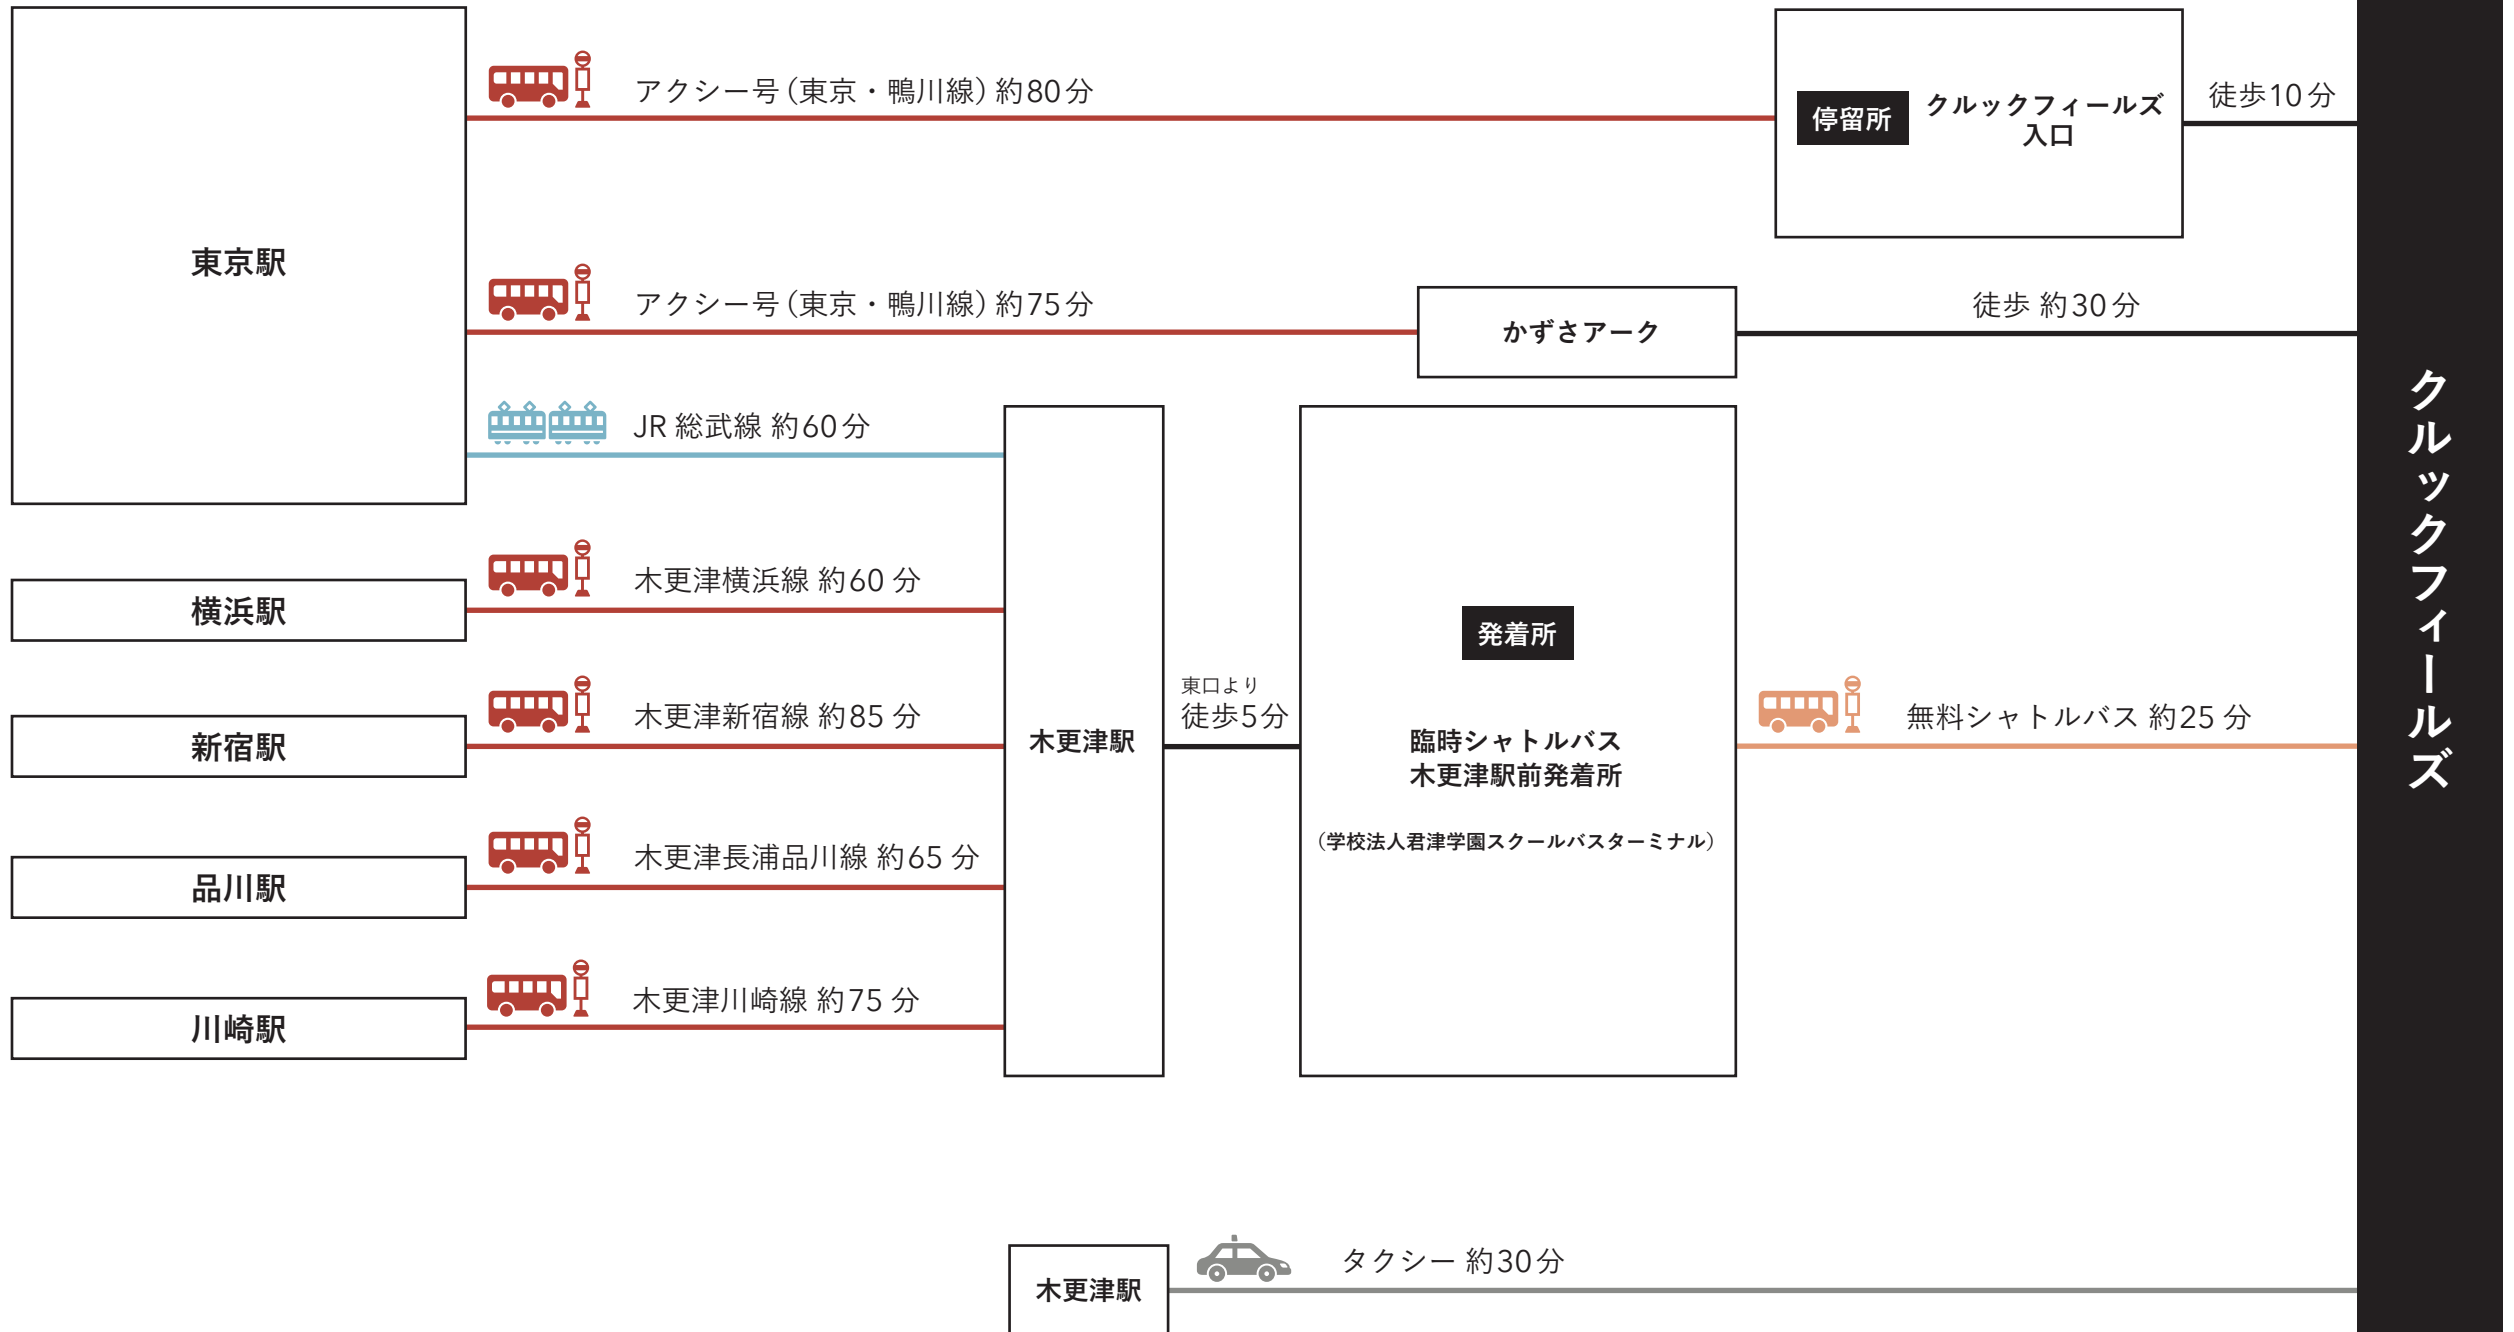 東京駅
アクシー号（東京・鴨川線）約80分
停留所
クルックフィールズ
入口
徒歩10分
アクシー号（東京・鴨川線）約75分
かずさアーク
徒歩 約30分
JR 総武線 約60分
横浜駅
木更津横浜線 約60 分
新宿駅
木更津新宿線 約85 分
品川駅
木更津長浦品川線 約65 分
川崎駅
木更津川崎線 約75 分
木更津駅
東口より
徒歩5分
発着所
臨時シャトルバス
木更津駅前発着所
（学校法人君津学園スクールバスターミナル）
無料シャトルバス 約25 分
木更津駅
タクシー 約30分
クルックフィールズ